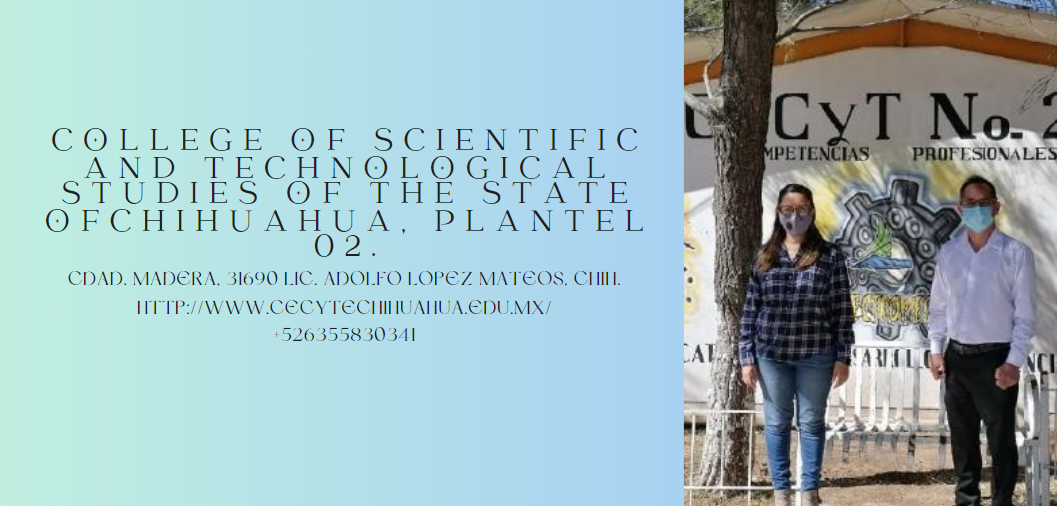 COLLEGE OF SCIENTIFIC
AND TECHNOLOGICAL
STUDIES OF THE STATE
OFCHIHUAHUA, PLANTEL
02.
CDAD. MADERA, 31690 LIC. ADOLFO LOPEZ MATEOS, CHIH.
HTTP://WWW.CECYTECHIHUAHUA.EDU.MX/
+526355830341
CyT No. 2
MPETENCIAS PROFESIONALES